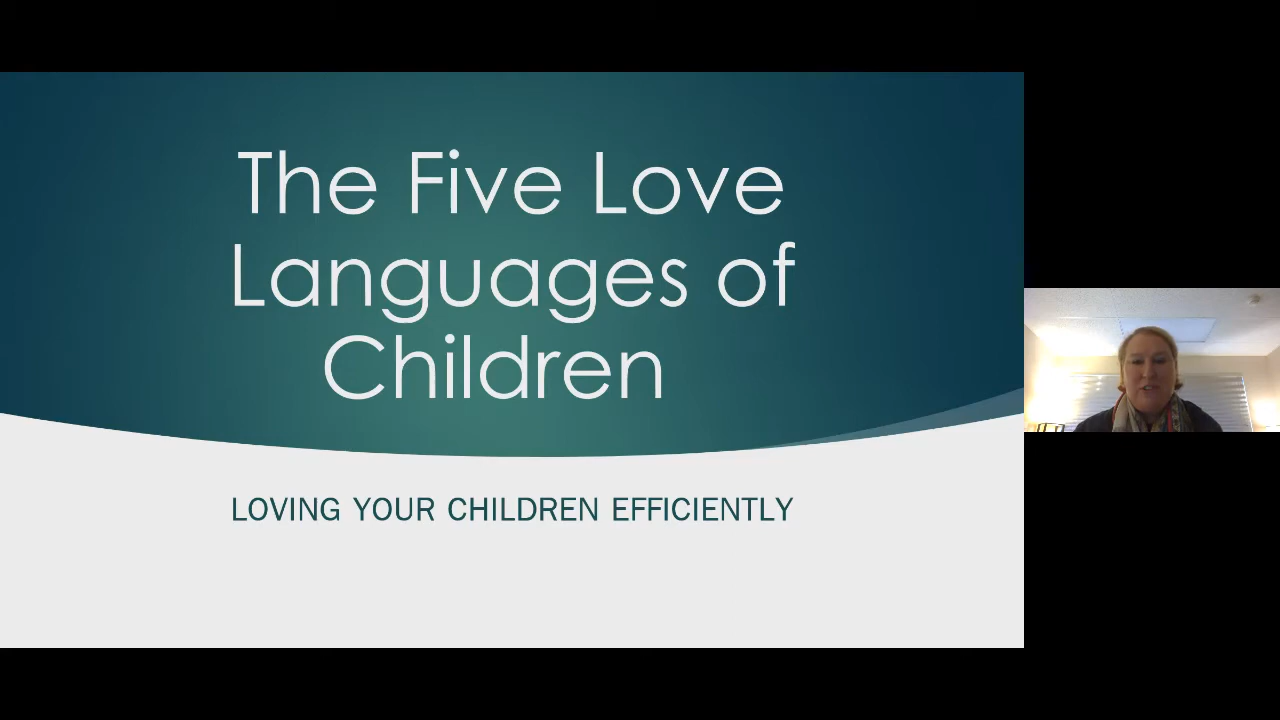 The Five Love
Languages of
Children
LOVING YOUR CHILDREN EFFICIENTLY